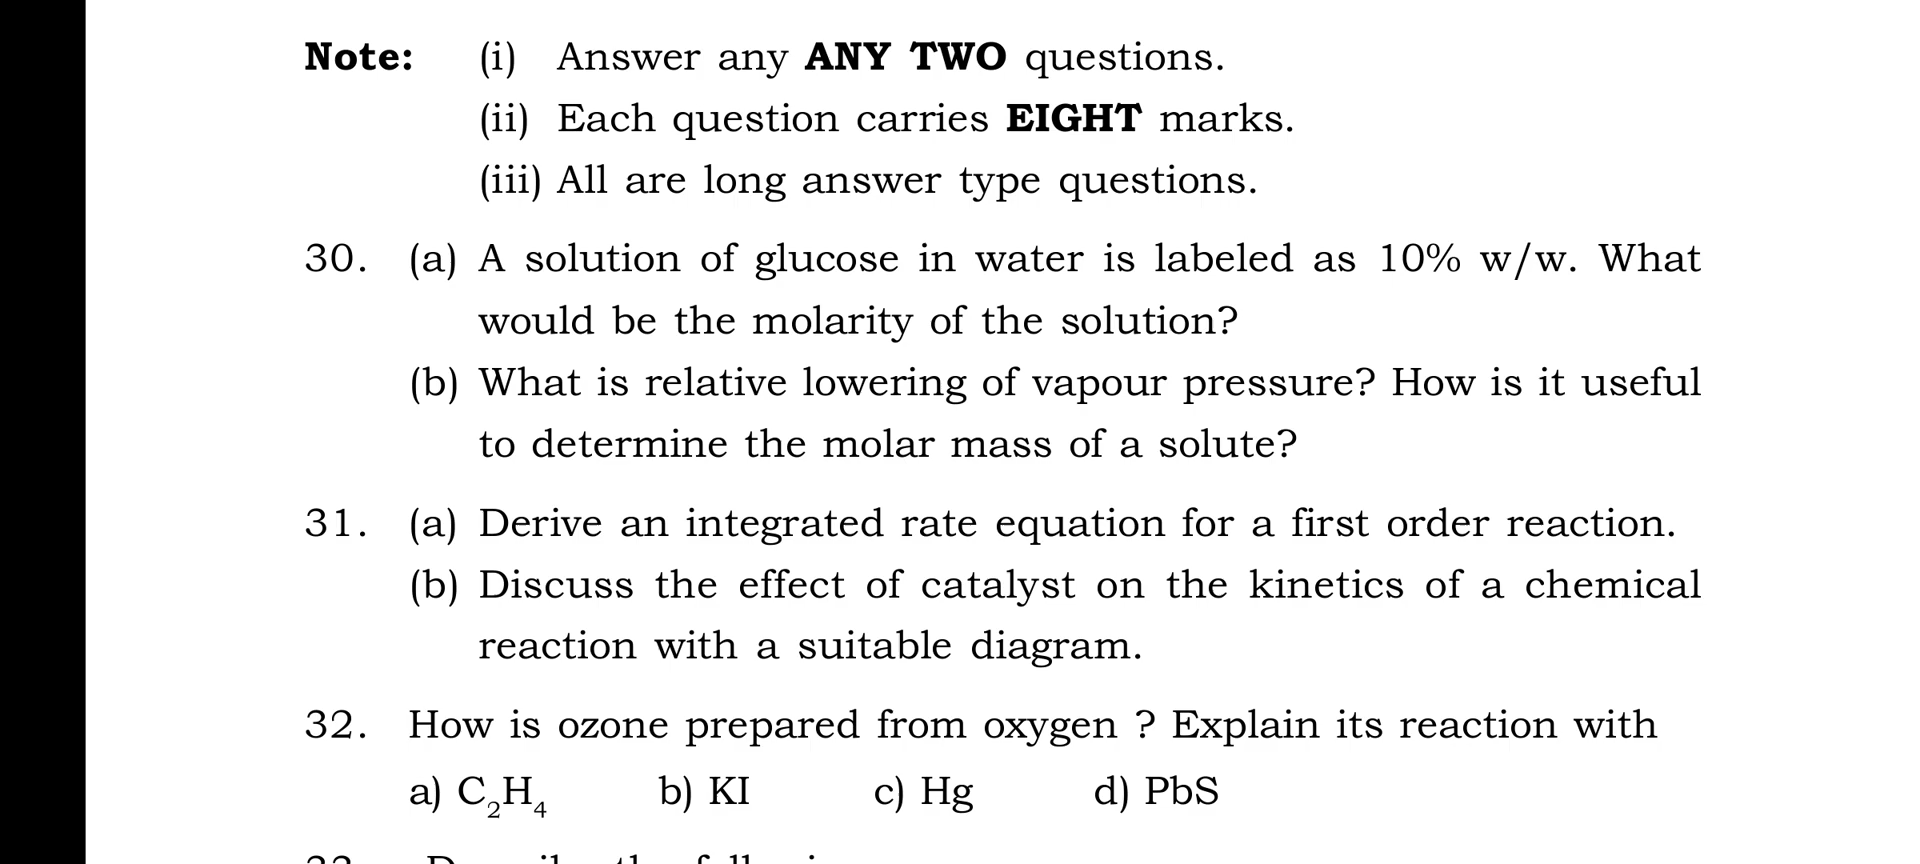 Note: (i) Answer any ANY TWO questions.
(ii) Each question carries EIGHT marks.
(iii) All are long answer type questions.
30. (a) A solution of glucose in water is labeled as 10% w/w. What
would be the molarity of the solution?
(b) What is relative lowering of vapour pressure? How is it useful
to determine the molar mass of a solute?
31. (a) Derive an integrated rate equation for a first order reaction.
(b) Discuss the effect of catalyst on the kinetics of a chemical
reaction with a suitable diagram.
32. How is ozone prepared from oxygen ? Explain its reaction with
a) C₂H₄ b) KI c) Hg d) PbS